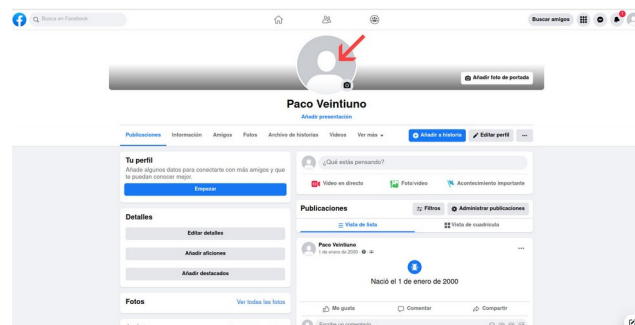 Busca en Facebook
Buscar amigos
Añadir foto de portada
Paco Veintiuno
Añadir presentación
Publicaciones Información Amigos Fotos Archivo de historias Vídeos Ver más
Añadir a historia
Editar perfil
Tu perfil
Añade algunos datos para conectarte con más amigos y que
te puedan conocer mejor.
Empezar
Detalles
Editar detalles
Añadir aficiones
Añadir destacados
Fotos
Ver todas las fotos
¿Qué estás pensando?
Vídeo en directo
Foto/vídeo
Acontecimiento importante
Publicaciones
Filtros
Administrar publicaciones
Vista de lista
Vista de cuadrícula
Paco Veintiuno
1 de enero de 2000
Nació el 1 de enero de 2000
Me gusta
Comentar
Compartir
Escribe un comentario